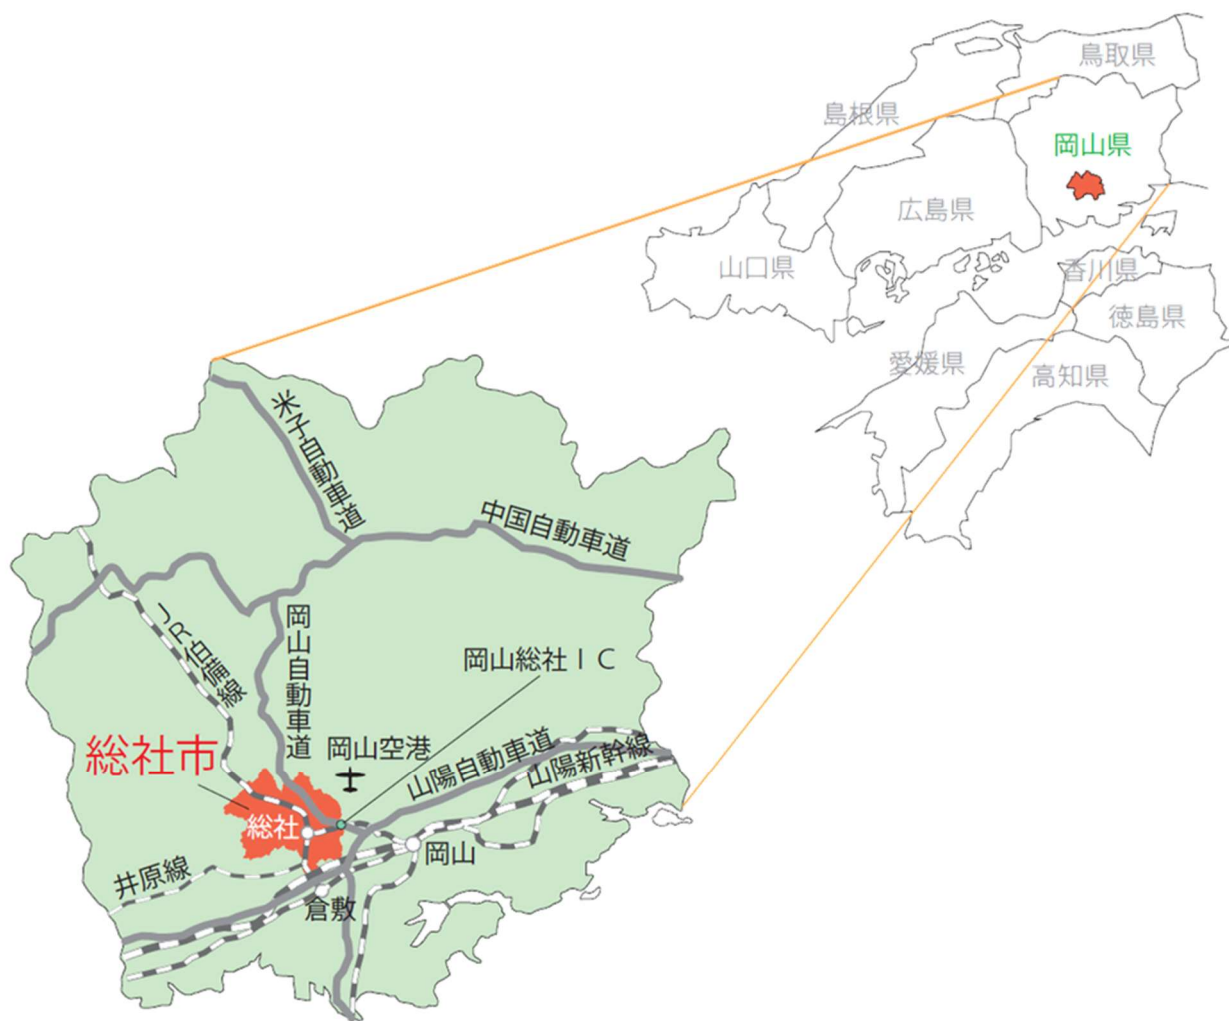 鳥取県
島根県
岡山県
広島県
山口県
香川県
徳島県
愛媛県
高知県
米子自動車道
中国自動車道
JR伯備線
岡山自動車道
岡山総社IC
総社市
岡山空港
山陽自動車道
山陽新幹線
総社
岡山
井原線
倉敷